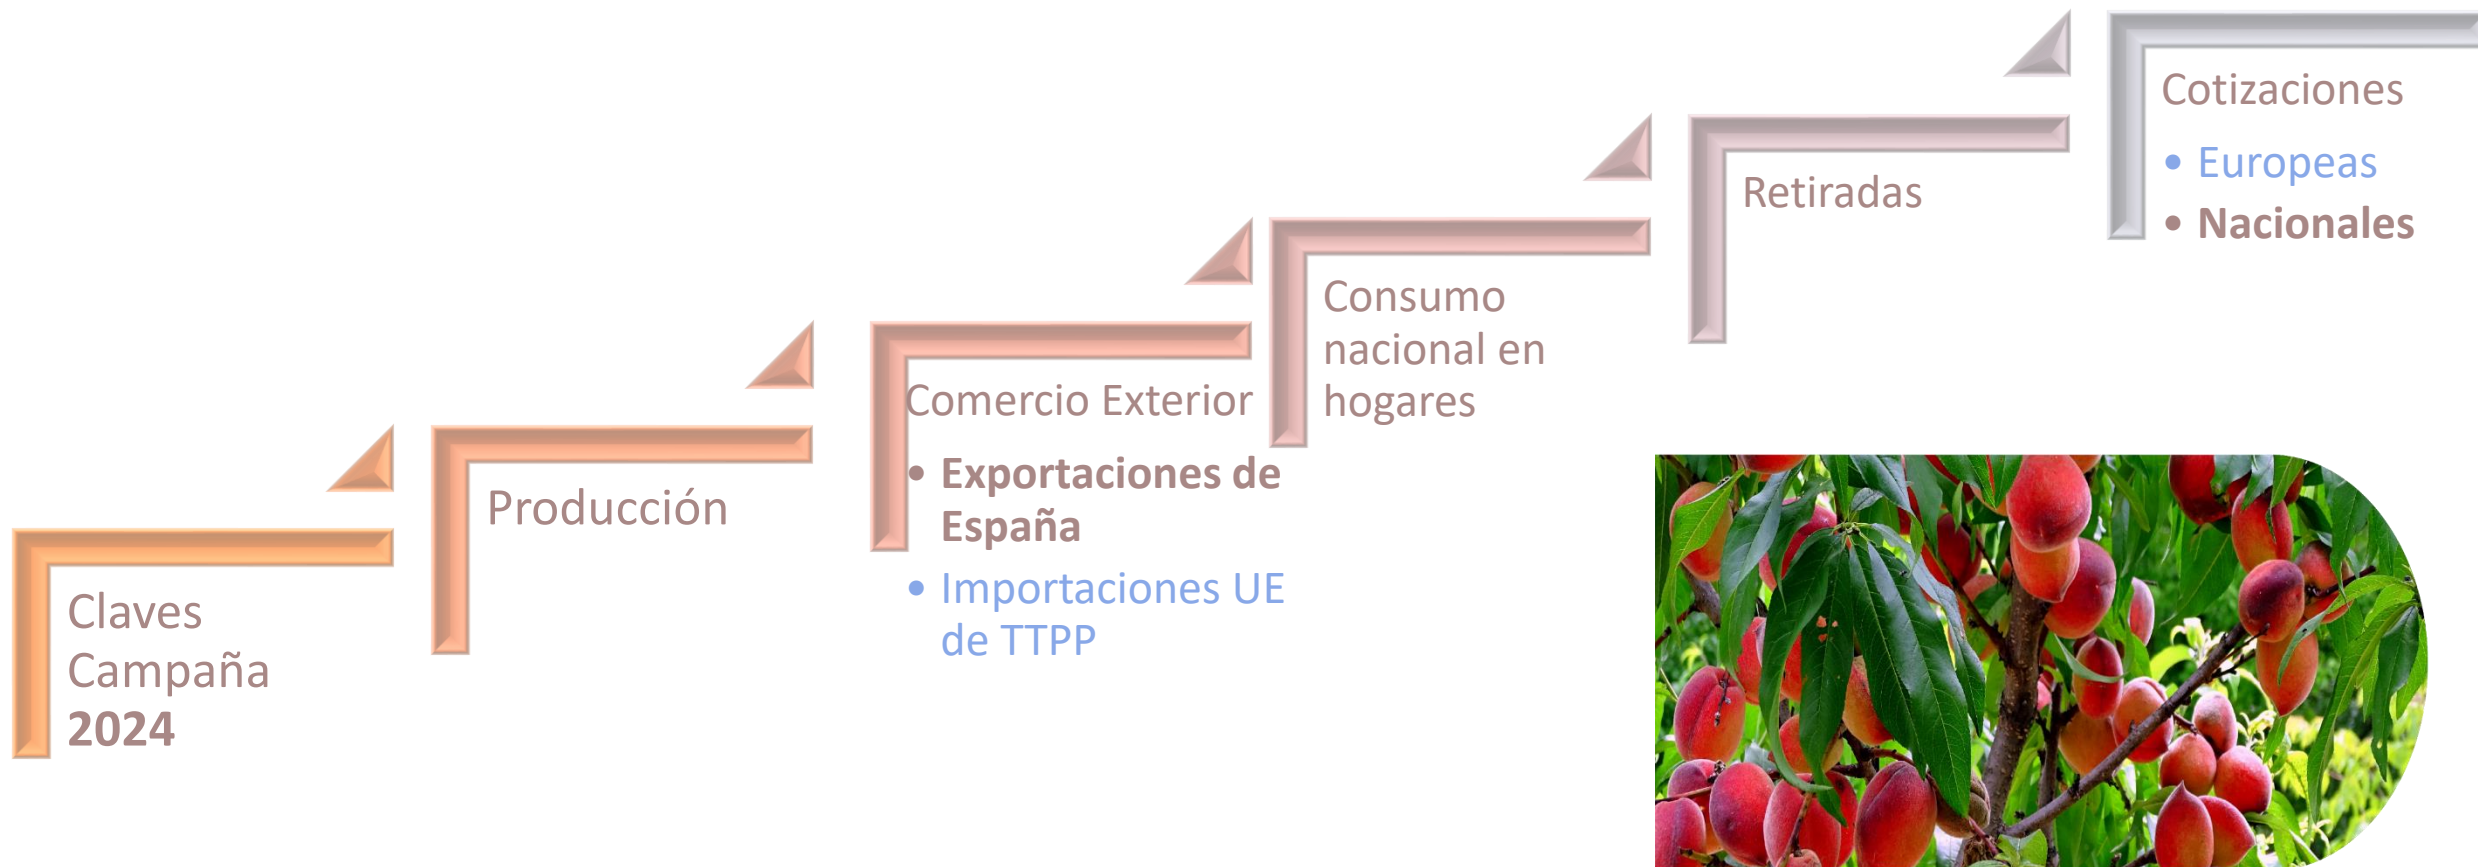 Claves
Campaña
2024
Producción
Comercio Exterior
• Exportaciones de
España
• Importaciones UE
de TTPP
Consumo
nacional en
hogares
Retiradas
Cotizaciones
• Europeas
• Nacionales